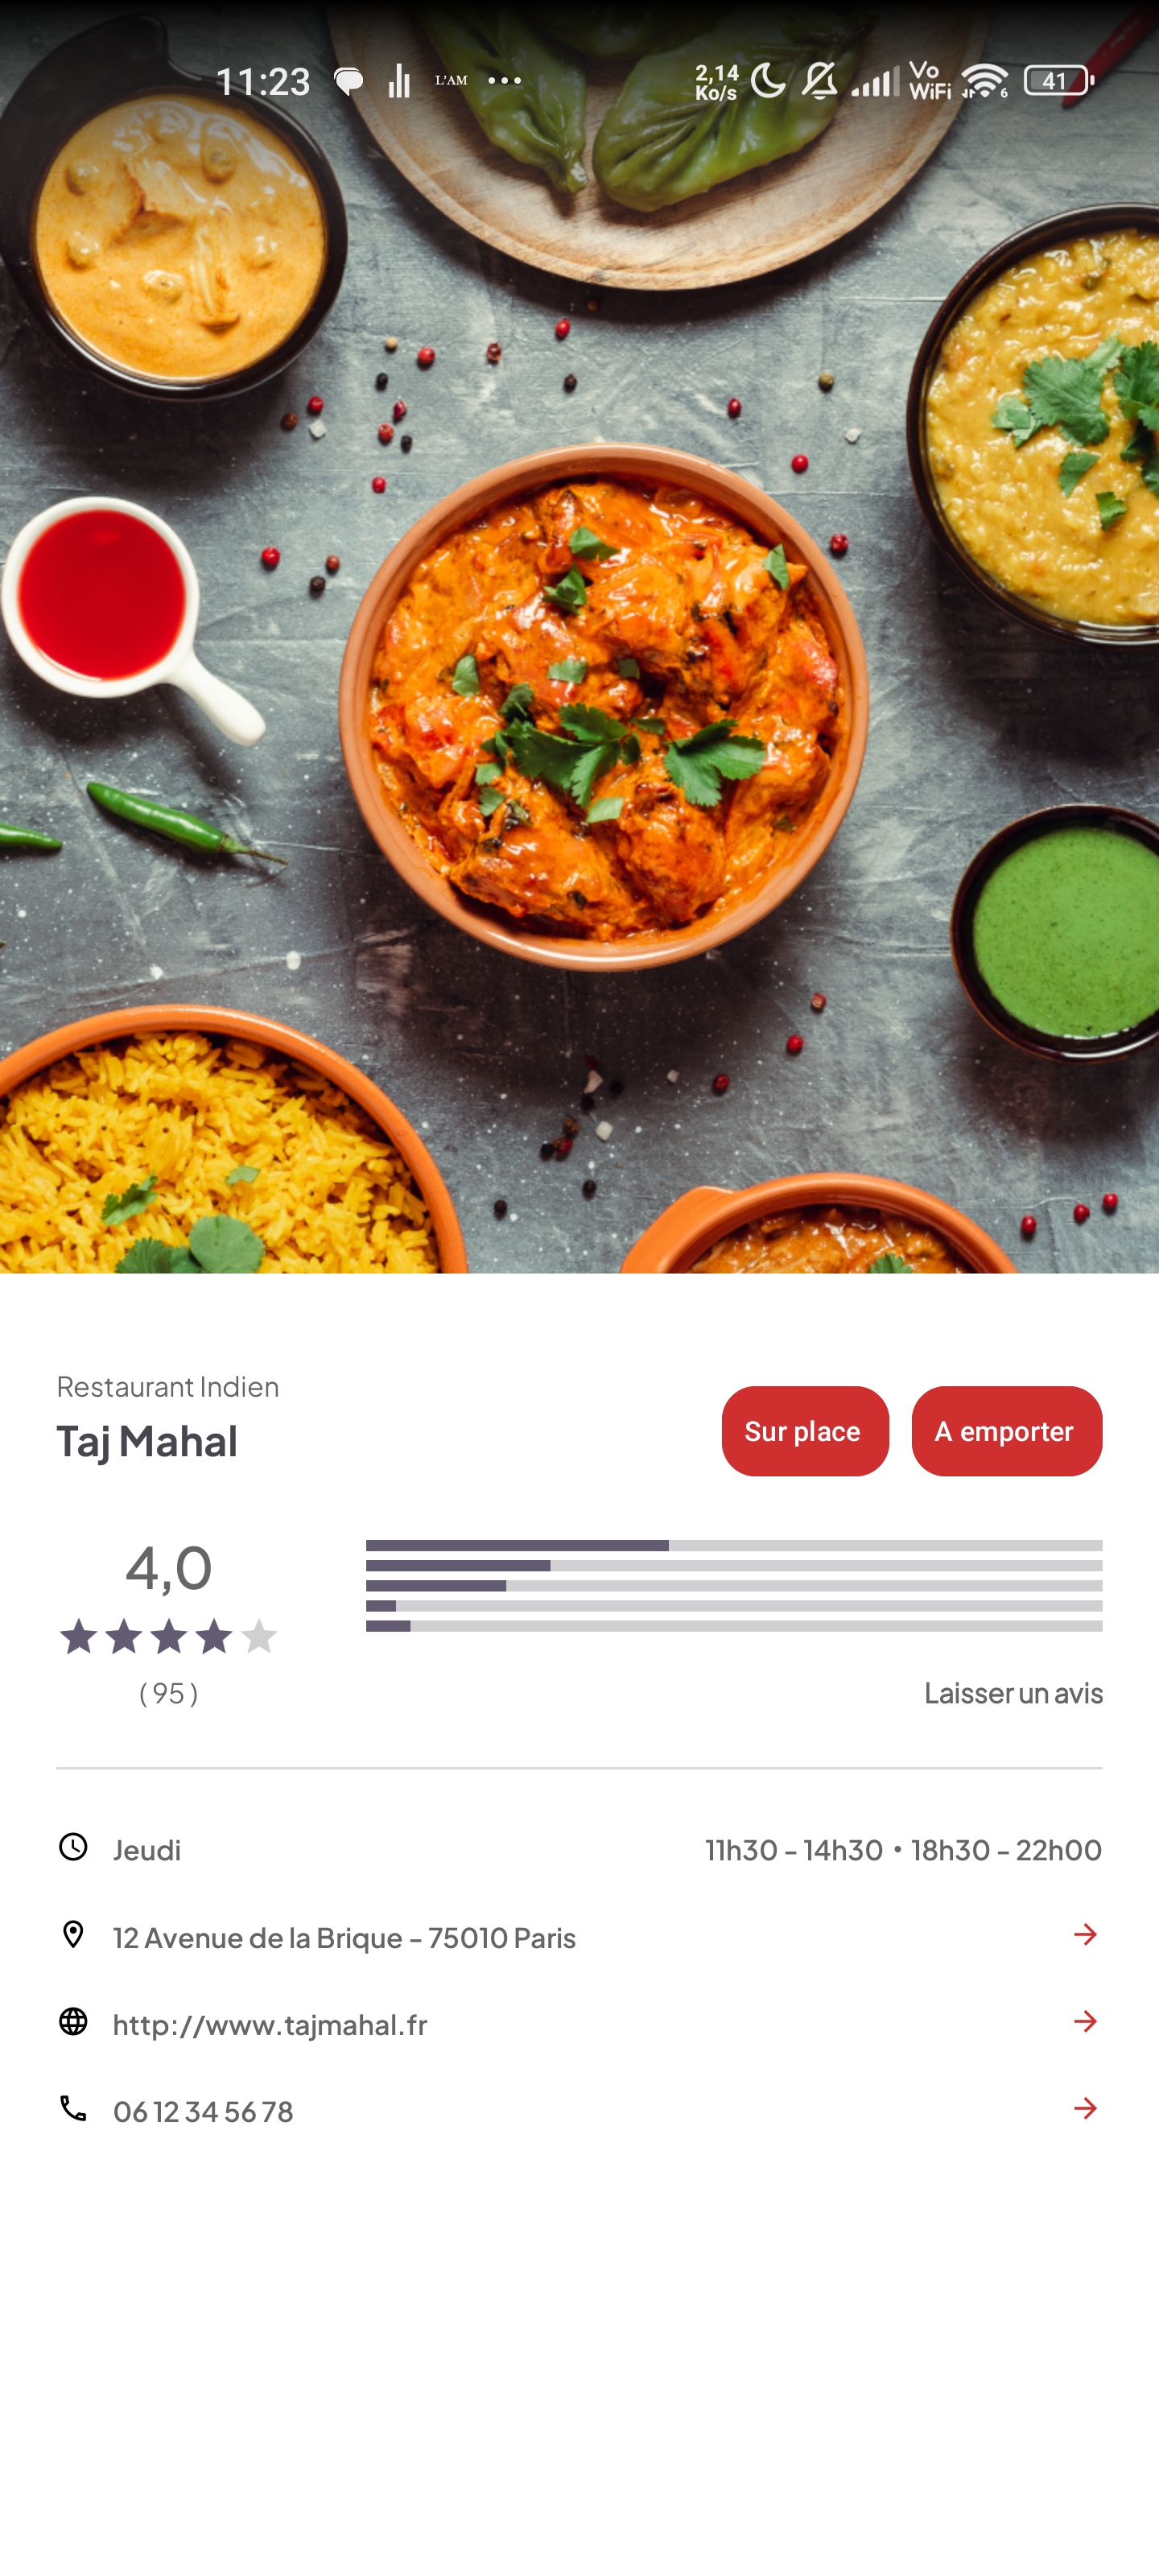 11:23 L'AM 2,14 Ko/s Vo WiFi 6 41
Restaurant Indien
Taj Mahal
Sur place A emporter
4,0
( 95 )
Laisser un avis
Jeudi 11h30 - 14h30 • 18h30 - 22h00
12 Avenue de la Brique - 75010 Paris
http://www.tajmahal.fr
06 12 34 56 78